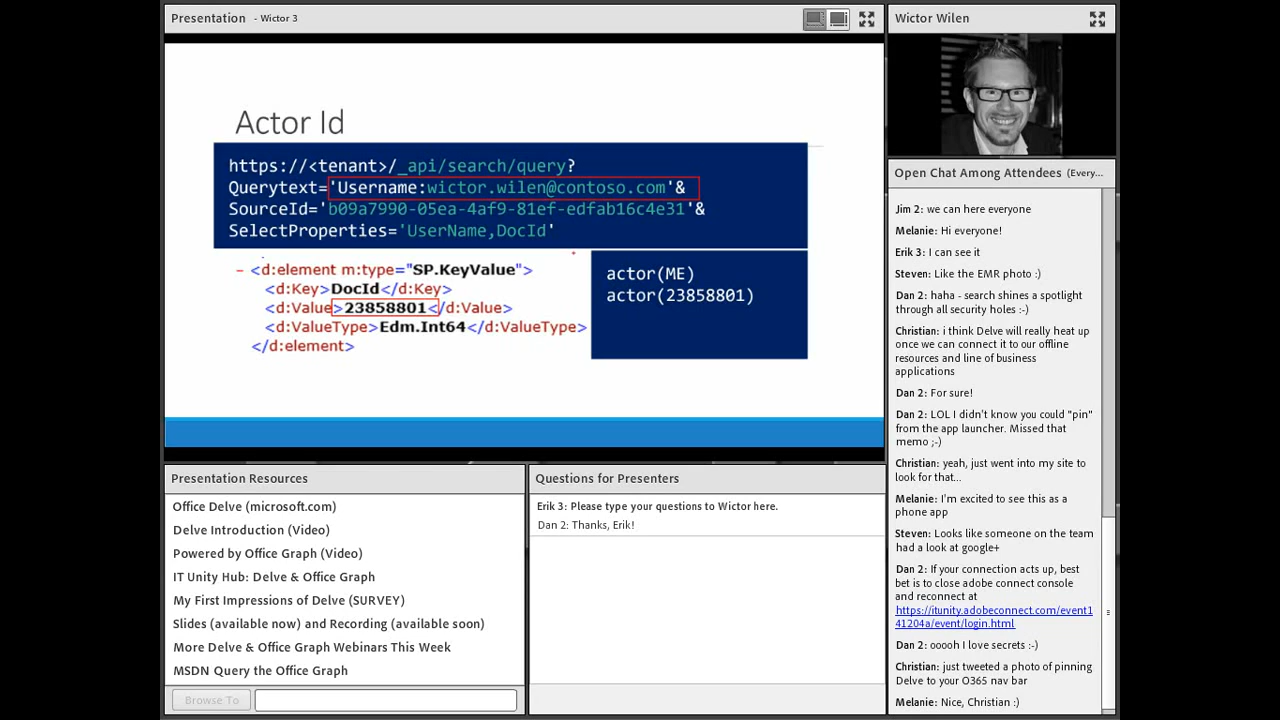 Presentation - Wictor 3
Actor Id
https://<tenant>/_api/search/query?
Querytext='Username:wictor.wilen@contoso.com'&
SourceId='b09a7990-05ea-4af9-81ef-edfab16c4e31'&
SelectProperties='UserName,DocId'
− <d:element m:type="SP.KeyValue">
<d:Key>DocId</d:Key>
<d:Value>23858801</d:Value>
<d:ValueType>Edm.Int64</d:ValueType>
</d:element>
actor(ME)
actor(23858801)
Presentation Resources
Office Delve (microsoft.com)
Delve Introduction (Video)
Powered by Office Graph (Video)
IT Unity Hub: Delve & Office Graph
My First Impressions of Delve (SURVEY)
Slides (available now) and Recording (available soon)
More Delve & Office Graph Webinars This Week
MSDN Query the Office Graph
Browse To
Questions for Presenters
Erik 3: Please type your questions to Wictor here.
Dan 2: Thanks, Erik!
Wictor Wilen
Open Chat Among Attendees (Every...
Jim 2: we can here everyone
Melanie: Hi everyone!
Erik 3: I can see it
Steven: Like the EMR photo :)
Dan 2: haha - search shines a spotlight
through all security holes :-)
Christian: i think Delve will really heat up
once we can connect it to our offline
resources and line of business
applications
Dan 2: For sure!
Dan 2: LOL I didn't know you could "pin"
from the app launcher. Missed that
memo ;-)
Christian: yeah, just went into my site to
look for that...
Melanie: I'm excited to see this as a
phone app
Steven: Looks like someone on the team
had a look at google+
Dan 2: If your connection acts up, best
bet is to close adobe connect console
and reconnect at
https://itunity.adobeconnect.com/event1
41204a/event/login.html
Dan 2: ooooh I love secrets :-)
Christian: just tweeted a photo of pinning
Delve to your O365 nav bar
Melanie: Nice, Christian :)